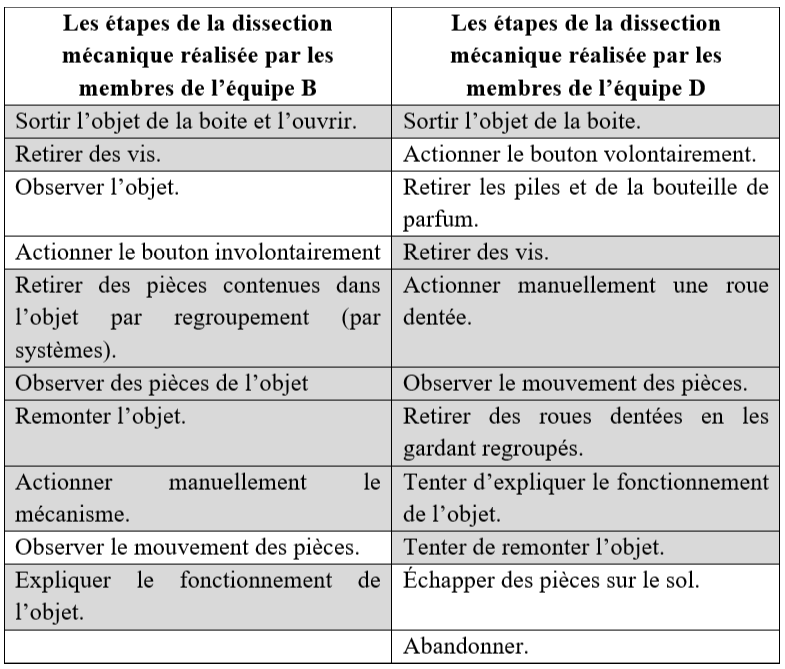 Les étapes de la dissection
mécanique réalisée par les
membres de l'équipe B
Les étapes de la dissection
mécanique réalisée par les
membres de l'équipe D
Sortir l'objet de la boite et l'ouvrir.
Sortir l'objet de la boite.
Retirer des vis.
Actionner le bouton volontairement.
Observer l'objet.
Retirer les piles et de la bouteille de
parfum.
Actionner le bouton involontairement
Retirer des vis.
Retirer des pièces contenues dans
l'objet par regroupement (par
systèmes).
Actionner manuellement une roue
dentée.
Observer des pièces de l'objet
Observer le mouvement des pièces.
Remonter l'objet.
Retirer des roues dentées en les
gardant regroupés.
Actionner manuellement le
mécanisme.
Tenter d'expliquer le fonctionnement
de l'objet.
Observer le mouvement des pièces.
Tenter de remonter l'objet.
Expliquer le fonctionnement de
l'objet.
Échapper des pièces sur le sol.
Abandonner.